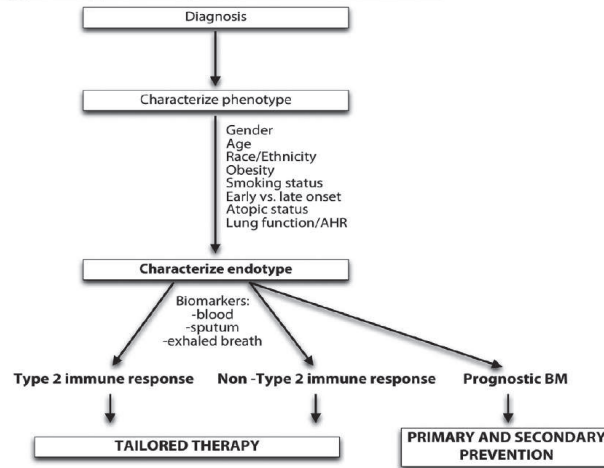 Diagnosis
Characterize phenotype
Gender
Age
Race/Ethnicity
Obesity
Smoking status
Early vs. late onset
Atopic status
Lung function/AHR
Characterize endotype
Biomarkers:
-blood
-sputum
-exhaled breath
Type 2 immune response
Non -Type 2 immune response
Prognostic BM
TAILORED THERAPY
PRIMARY AND SECONDARY
PREVENTION